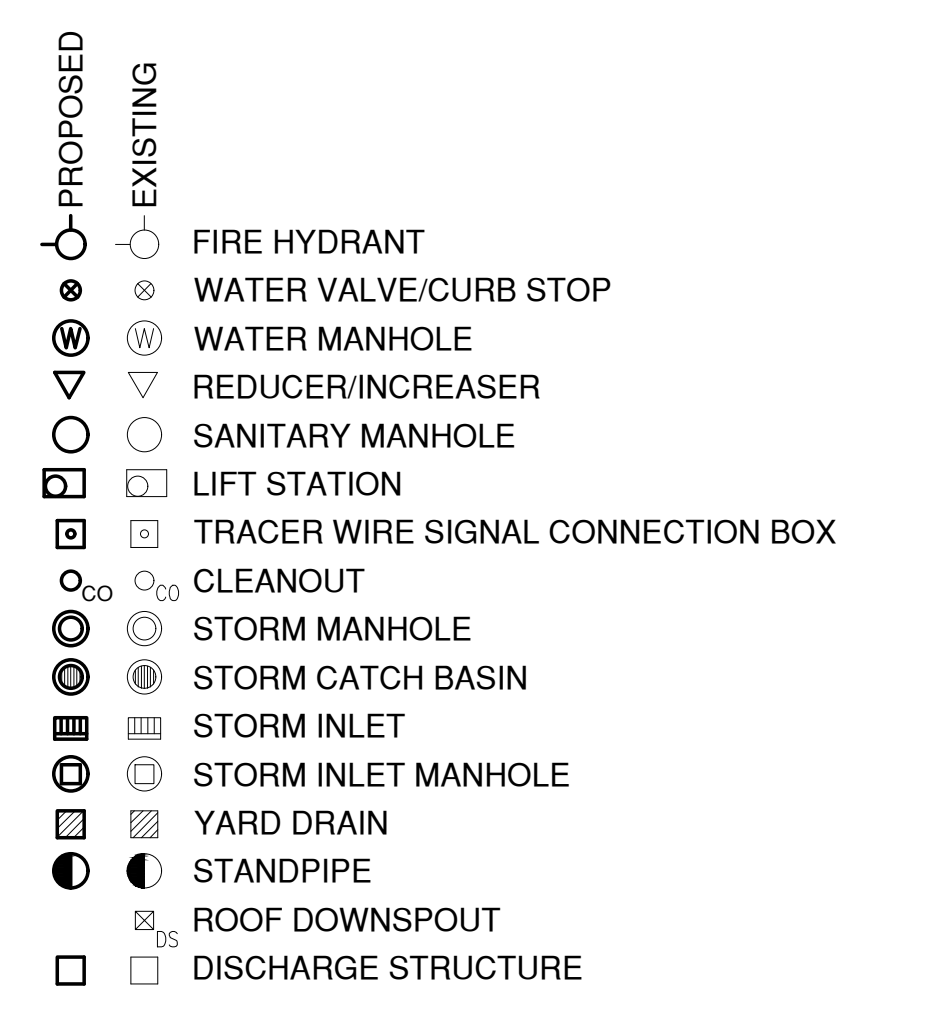 PROPOSED
EXISTING
FIRE HYDRANT
WATER VALVE/CURB STOP
W W WATER MANHOLE
REDUCER/INCREASER
SANITARY MANHOLE
LIFT STATION
TRACER WIRE SIGNAL CONNECTION BOX
CO CO CLEANOUT
STORM MANHOLE
STORM CATCH BASIN
STORM INLET
STORM INLET MANHOLE
YARD DRAIN
STANDPIPE
DS ROOF DOWNSPOUT
DISCHARGE STRUCTURE